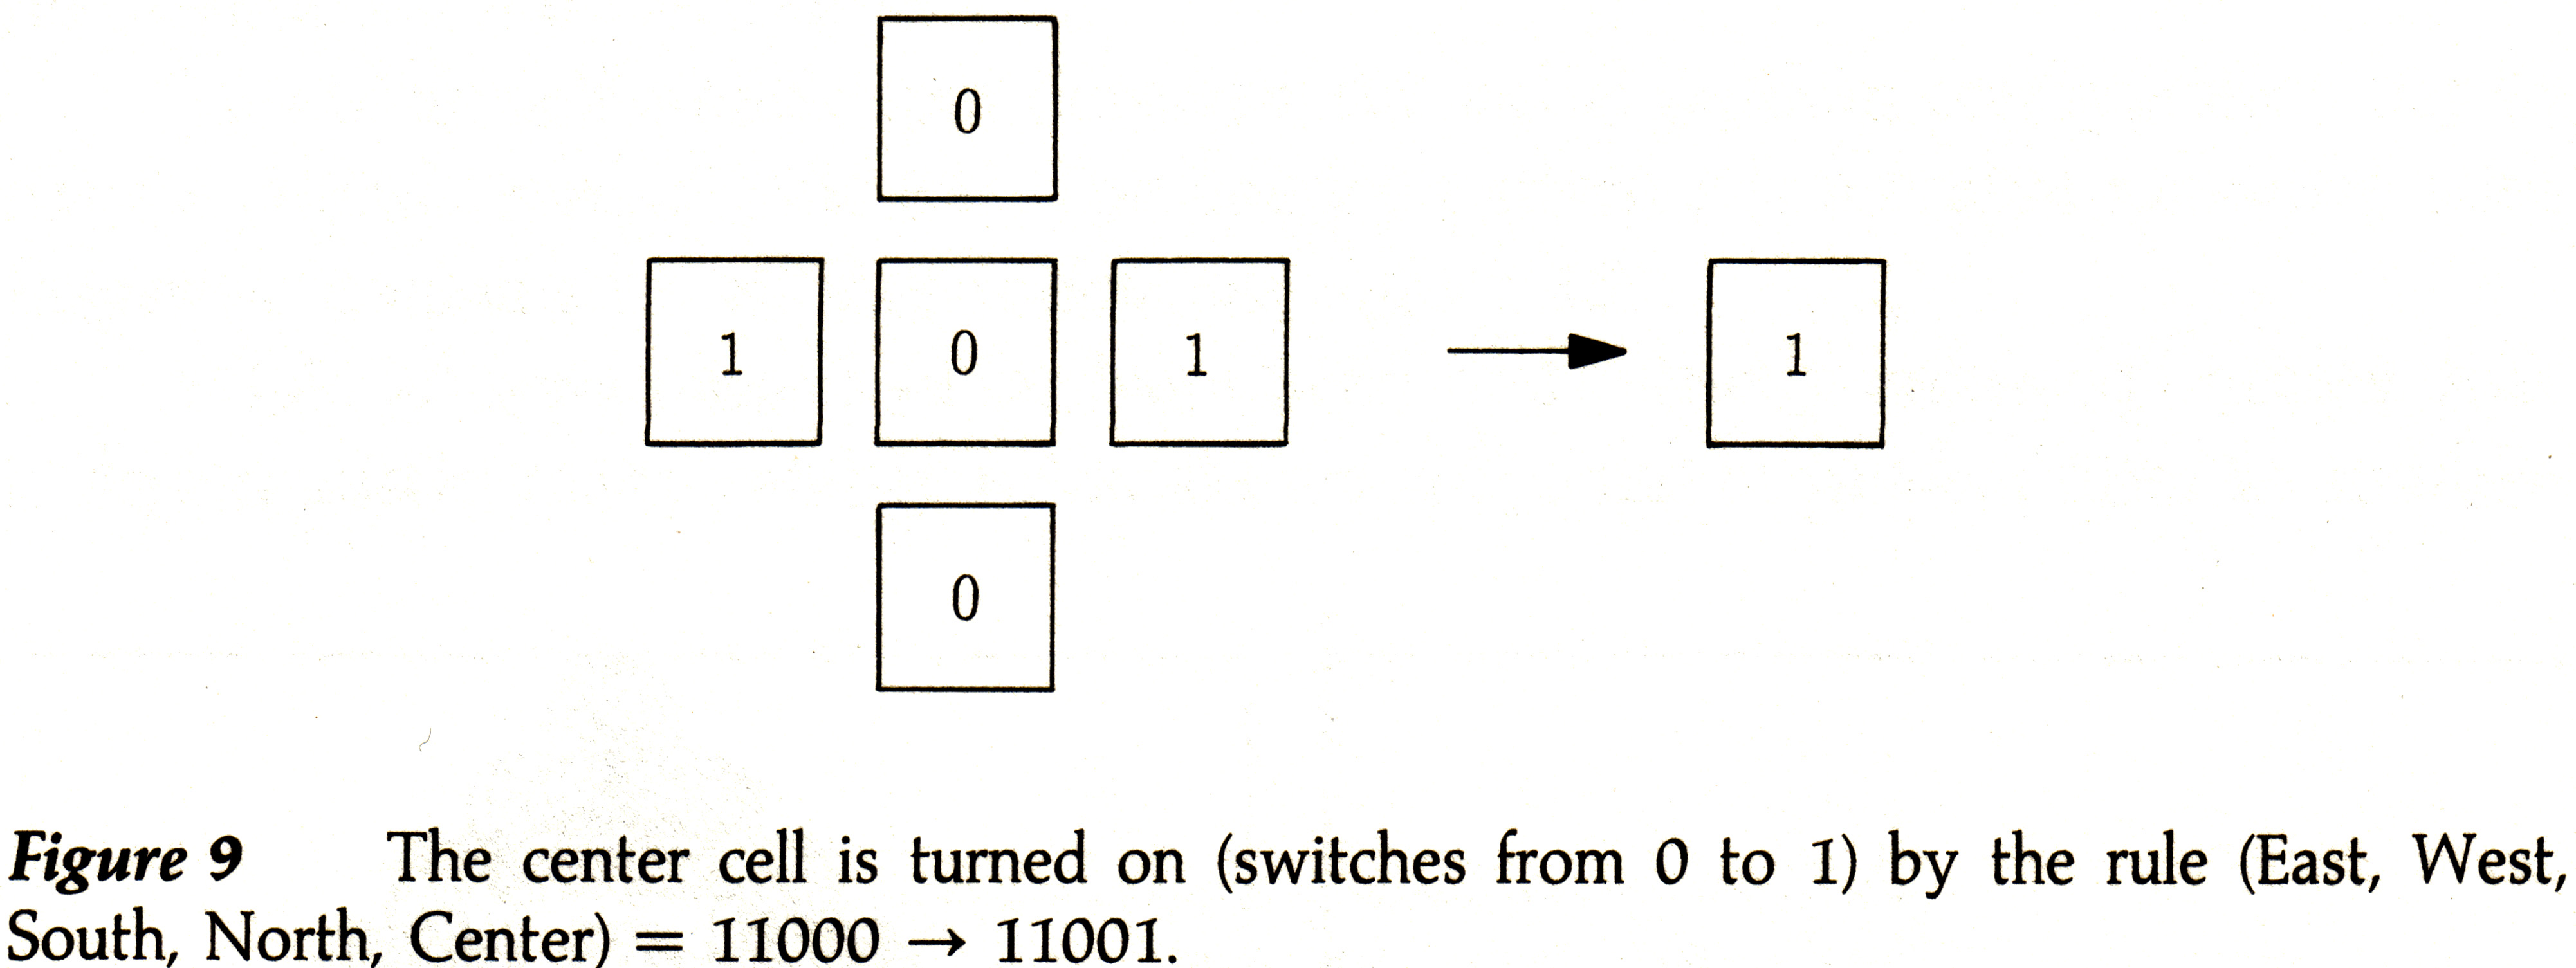 0
1 0 1 → 1
0
Figure 9 The center cell is turned on (switches from 0 to 1) by the rule (East, West,
South, North, Center) = 11000 → 11001.